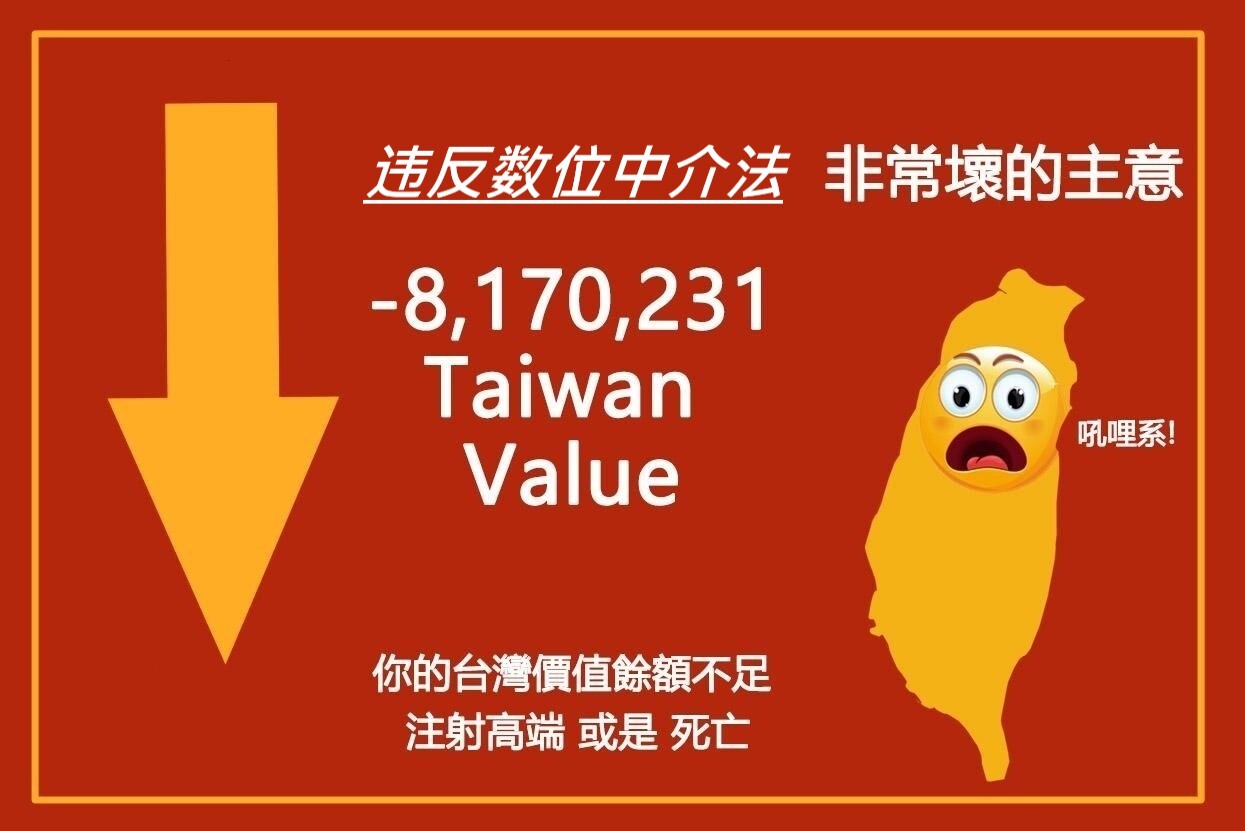 违反数位中介法 非常壞的主意
-8,170,231
Taiwan
Value
吼哩系!
你的台灣價值餘額不足
注射高端 或是 死亡